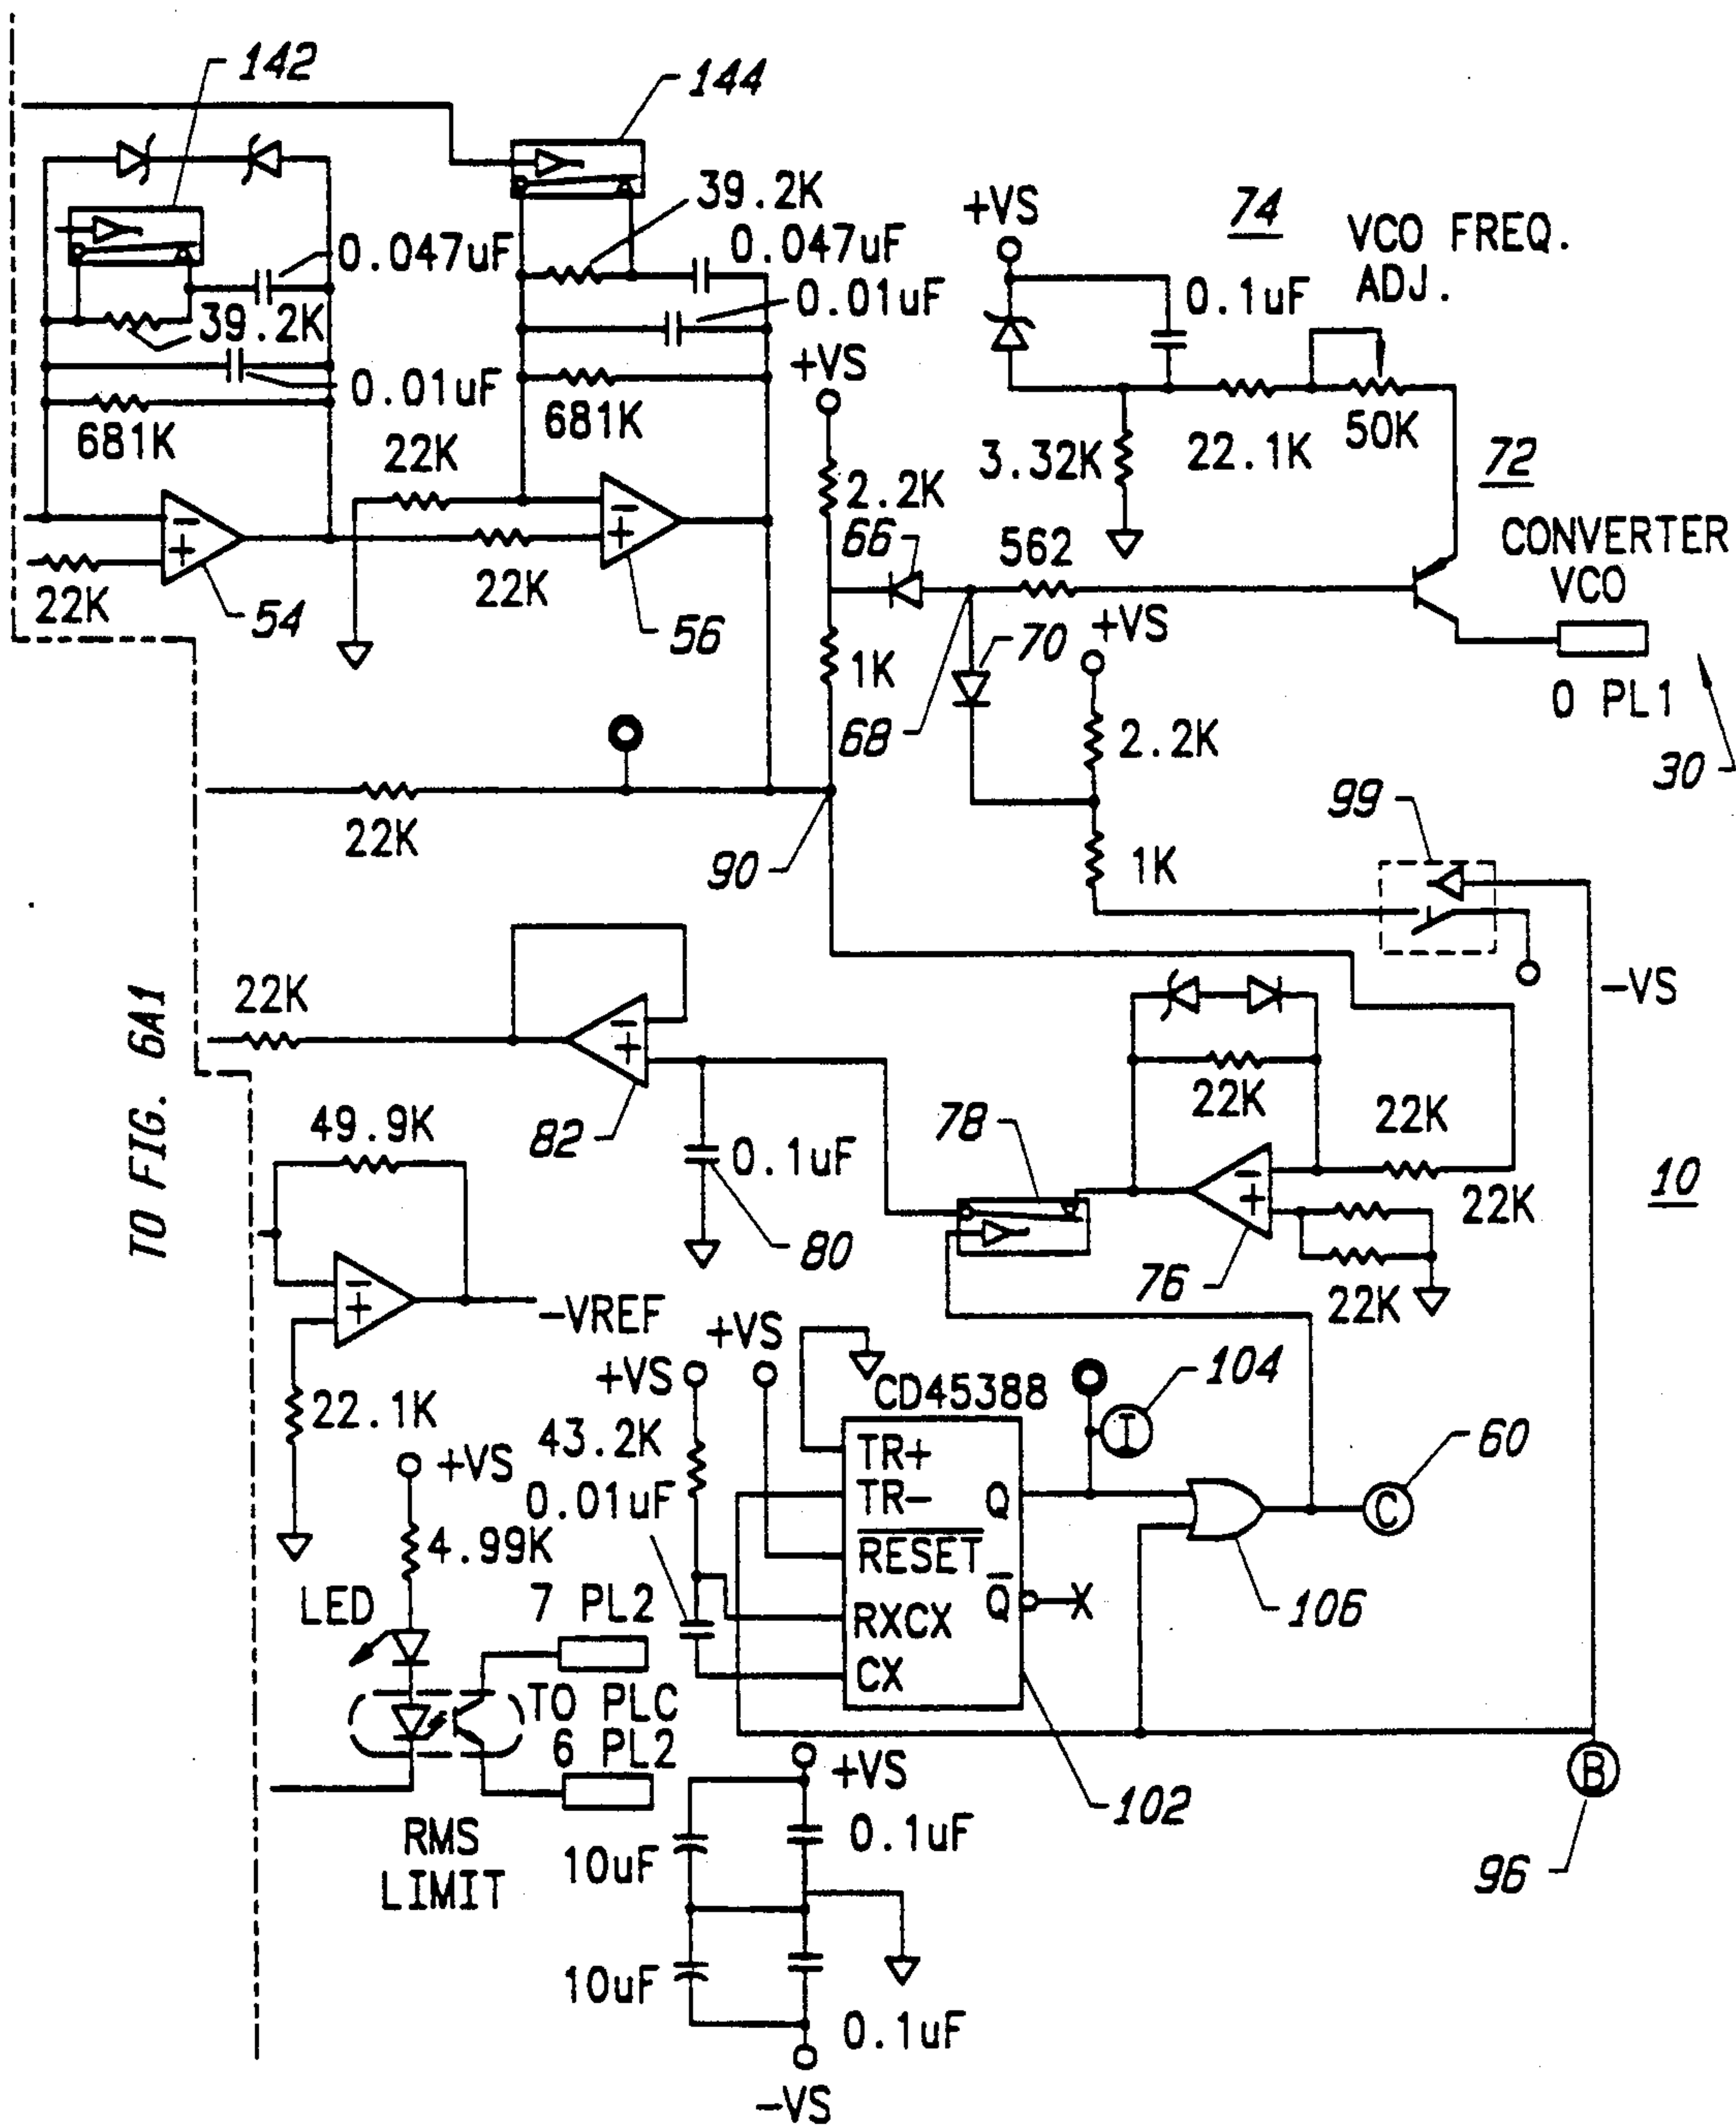 142
144
39.2K
0.047uF
0.047uF
0.01uF
39.2K
0.01uF
681K
681K
22K
22K
54
22K
56
+VS
74
VCO FREQ.
ADJ.
0.1uF
+VS
3.32K
22.1K
50K
72
2.2K
66
562
CONVERTER
VCO
1K
70
+VS
0 PL1
68
2.2K
30
22K
90
99
1K
-VS
TO FIG. 6A1
22K
82
0.1uF
80
78
22K
22K
22K
10
76
22K
49.9K
-VREF
22.1K
+VS
+VS
43.2K
0.01uF
CD45388
TR+
TR-
RESET
RXCX
CX
Q
Q
X
I
104
C
60
106
102
B
96
+VS
4.99K
LED
7 PL2
TO PLC
6 PL2
RMS
LIMIT
+VS
10uF
0.1uF
10uF
0.1uF
-VS